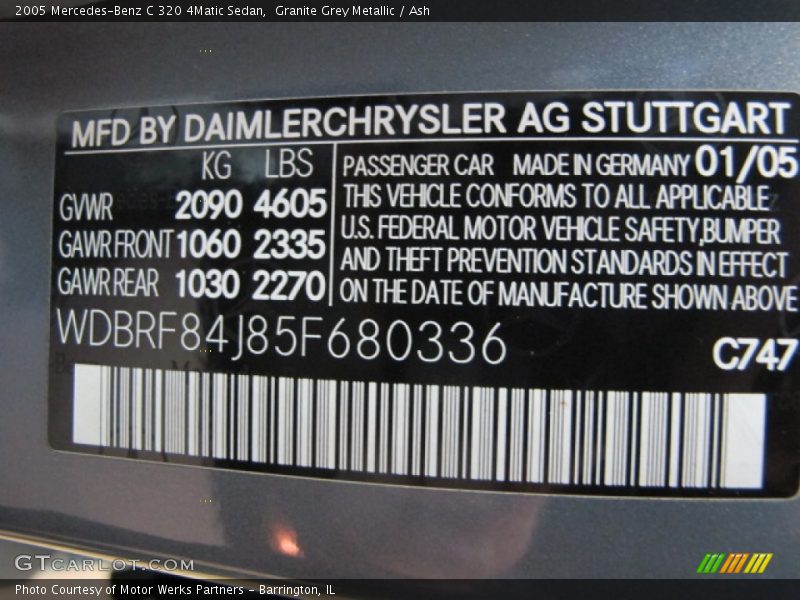 2005 Mercedes-Benz C 320 4Matic Sedan, Granite Grey Metallic / Ash
MFD BY DAIMLERCHRYSLER AG STUTTGART
KG LBS
GVWR 2090 4605
GAWR FRONT 1060 2335
GAWR REAR 1030 2270
PASSENGER CAR MADE IN GERMANY 01/05
THIS VEHICLE CONFORMS TO ALL APPLICABLE
U.S. FEDERAL MOTOR VEHICLE SAFETY, BUMPER
AND THEFT PREVENTION STANDARDS IN EFFECT
ON THE DATE OF MANUFACTURE SHOWN ABOVE
WDBRF84J85F680336
C747
GTCARLOT.COM
Photo Courtesy of Motor Werks Partners - Barrington, IL